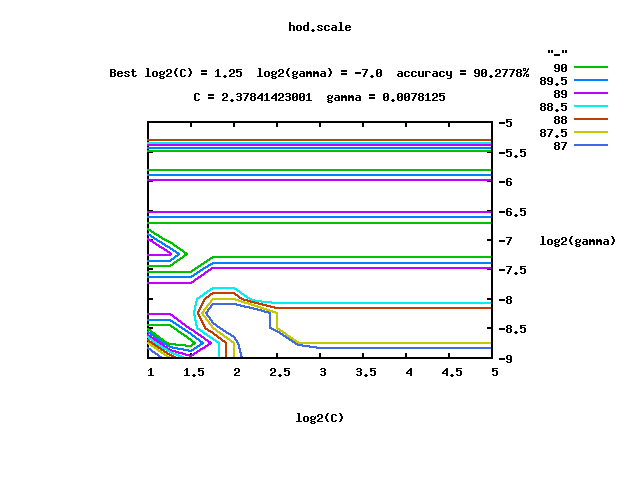 hod.scale
"-"
Best log2(C) = 1.25  log2(gamma) = -7.0  accuracy = 90.2778%
C = 2.37841423001  gamma = 0.0078125
90
89.5
89
88.5
88
87.5
87
-5
-5.5
-6
-6.5
-7
-7.5
-8
-8.5
-9
log2(gamma)
1 1.5 2 2.5 3 3.5 4 4.5 5
log2(C)